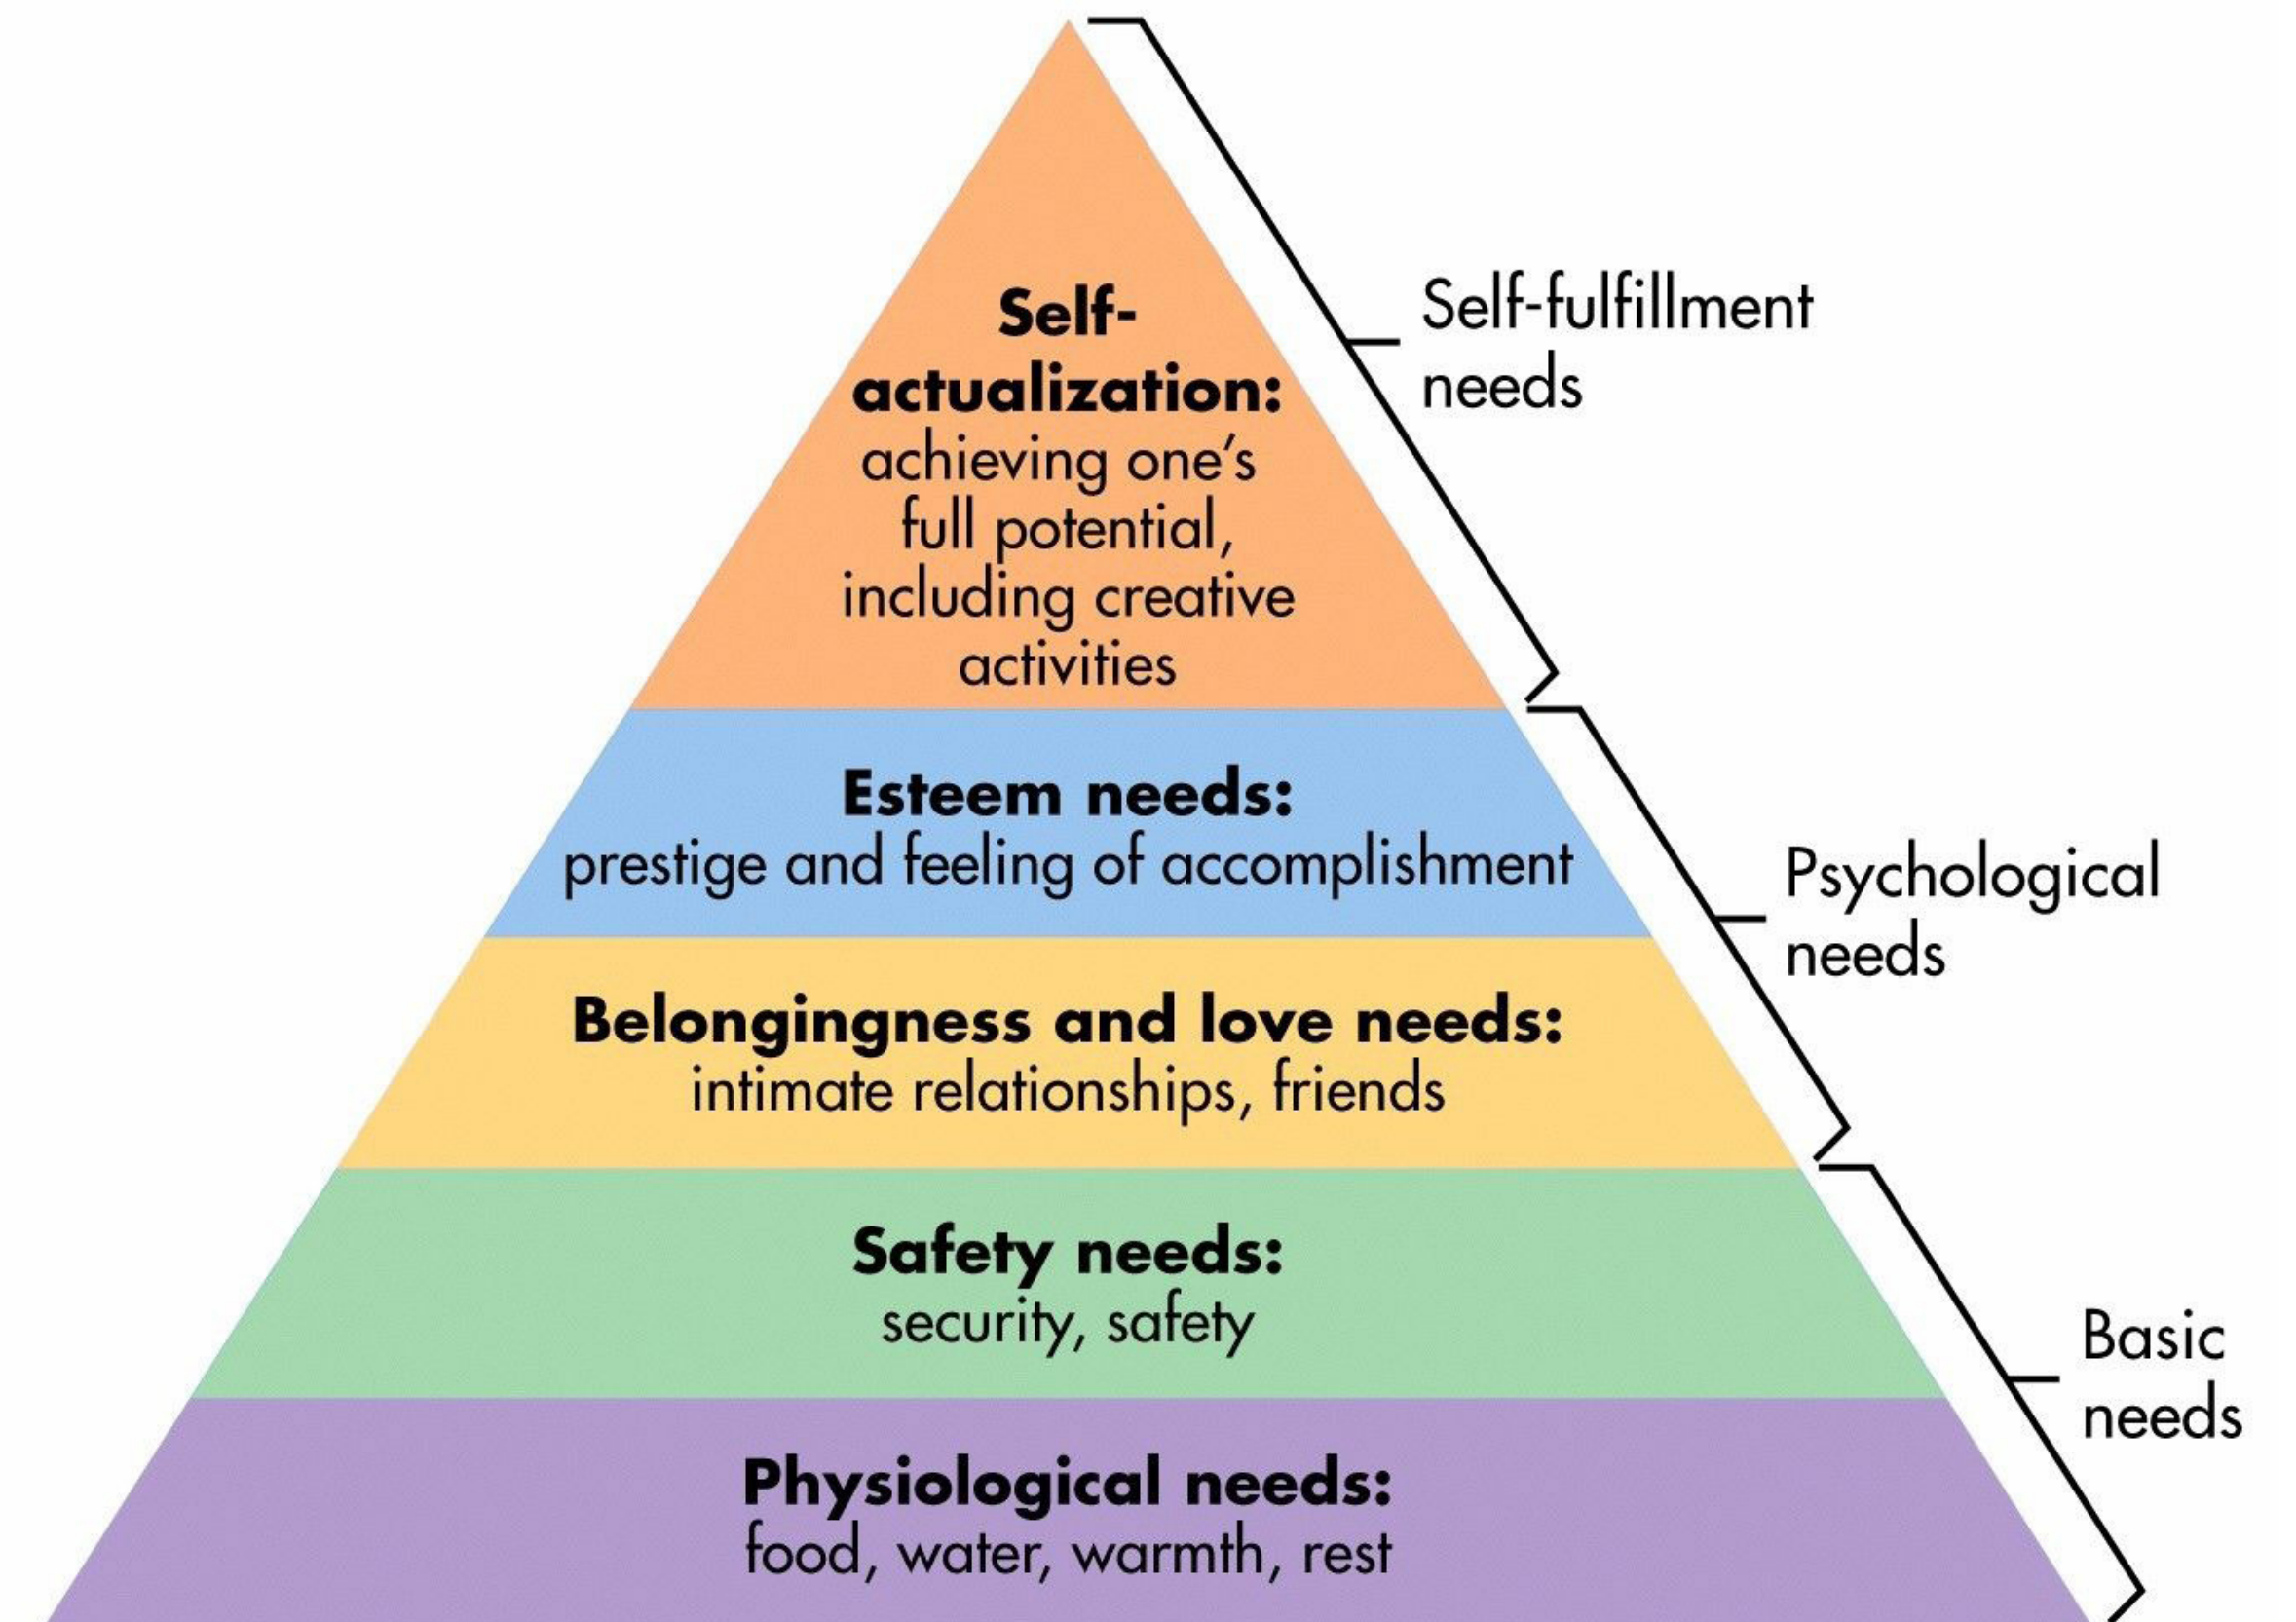 Self-
actualization:
achieving one’s
full potential,
including creative
activities
Self-fulfillment
needs
Esteem needs:
prestige and feeling of accomplishment
Psychological
needs
Belongingness and love needs:
intimate relationships, friends
Safety needs:
security, safety
Basic
needs
Physiological needs:
food, water, warmth, rest